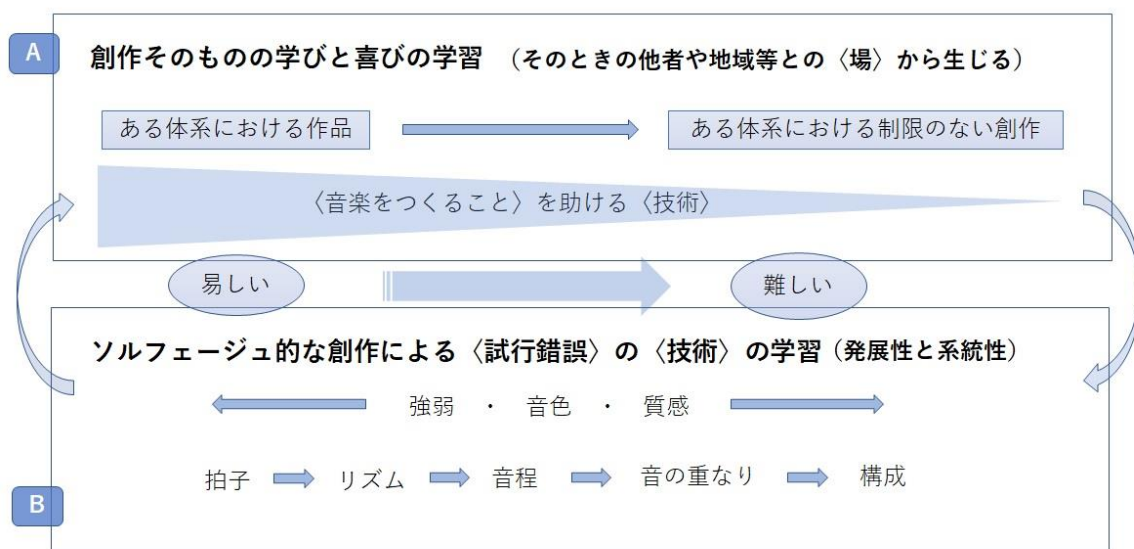 A
創作そのものの学びと喜びの学習 (そのときの他者や地域等との〈場〉から生じる)
ある体系における作品
ある体系における制限のない創作
〈音楽をつくること〉を助ける〈技術〉
易しい
難しい
ソルフェージュ的な創作による〈試行錯誤〉の〈技術〉の学習(発展性と系統性)
強弱 ・ 音色 ・ 質感
拍子 リズム 音程 音の重なり 構成
B